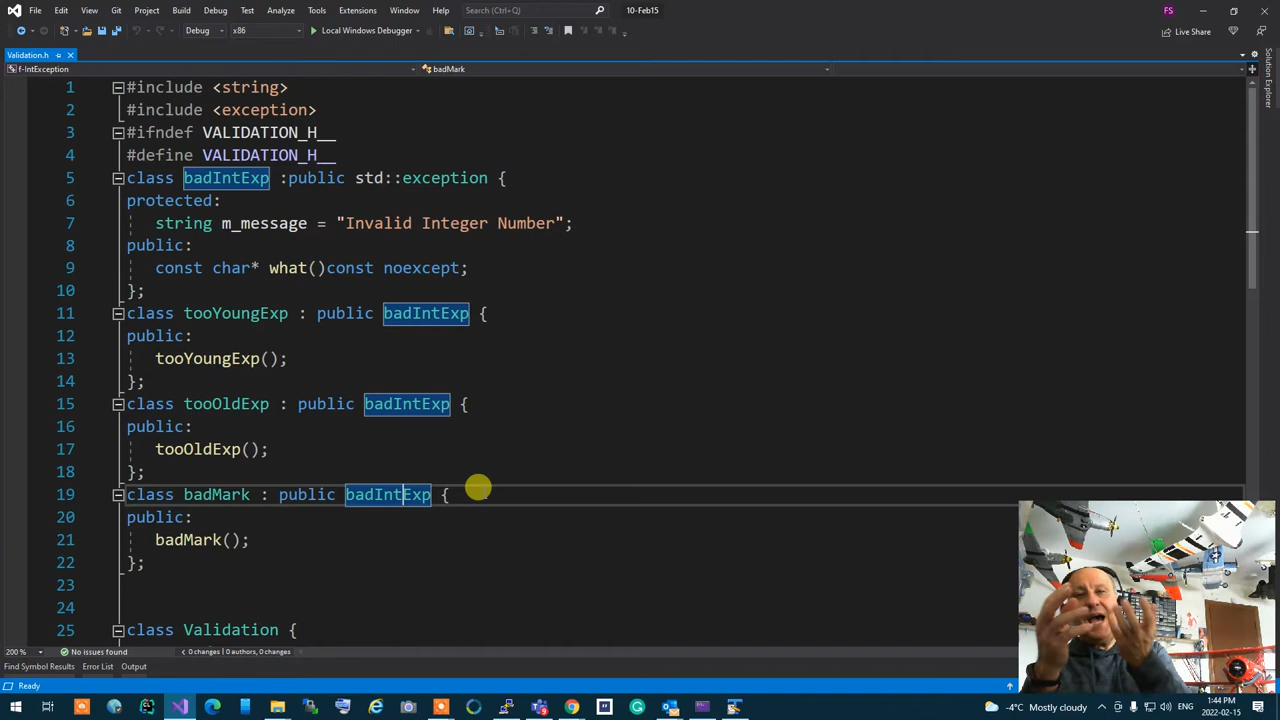 File Edit View Git Project Build Debug Test Analyze Tools Extensions Window Help Search (Ctrl+Q) 10-Feb15 FS
Debug x86 Local Windows Debugger Live Share
Validation.h
f-IntException badMark
Solution Explorer
1 #include <string>
2 #include <exception>
3 #ifndef VALIDATION_H__
4 #define VALIDATION_H__
5 class badIntExp :public std::exception {
6 protected:
7 string m_message = "Invalid Integer Number";
8 public:
9 const char* what()const noexcept;
10 };
11 class tooYoungExp : public badIntExp {
12 public:
13 tooYoungExp();
14 };
15 class tooOldExp : public badIntExp {
16 public:
17 tooOldExp();
18 };
19 class badMark : public badIntExp {
20 public:
21 badMark();
22 };
23
24
25 class Validation {
200 % No issues found 0 changes | 0 authors, 0 changes
Find Symbol Results Error List Output
Ready
-4°C Mostly cloudy
1:44 PM
2022-02-15